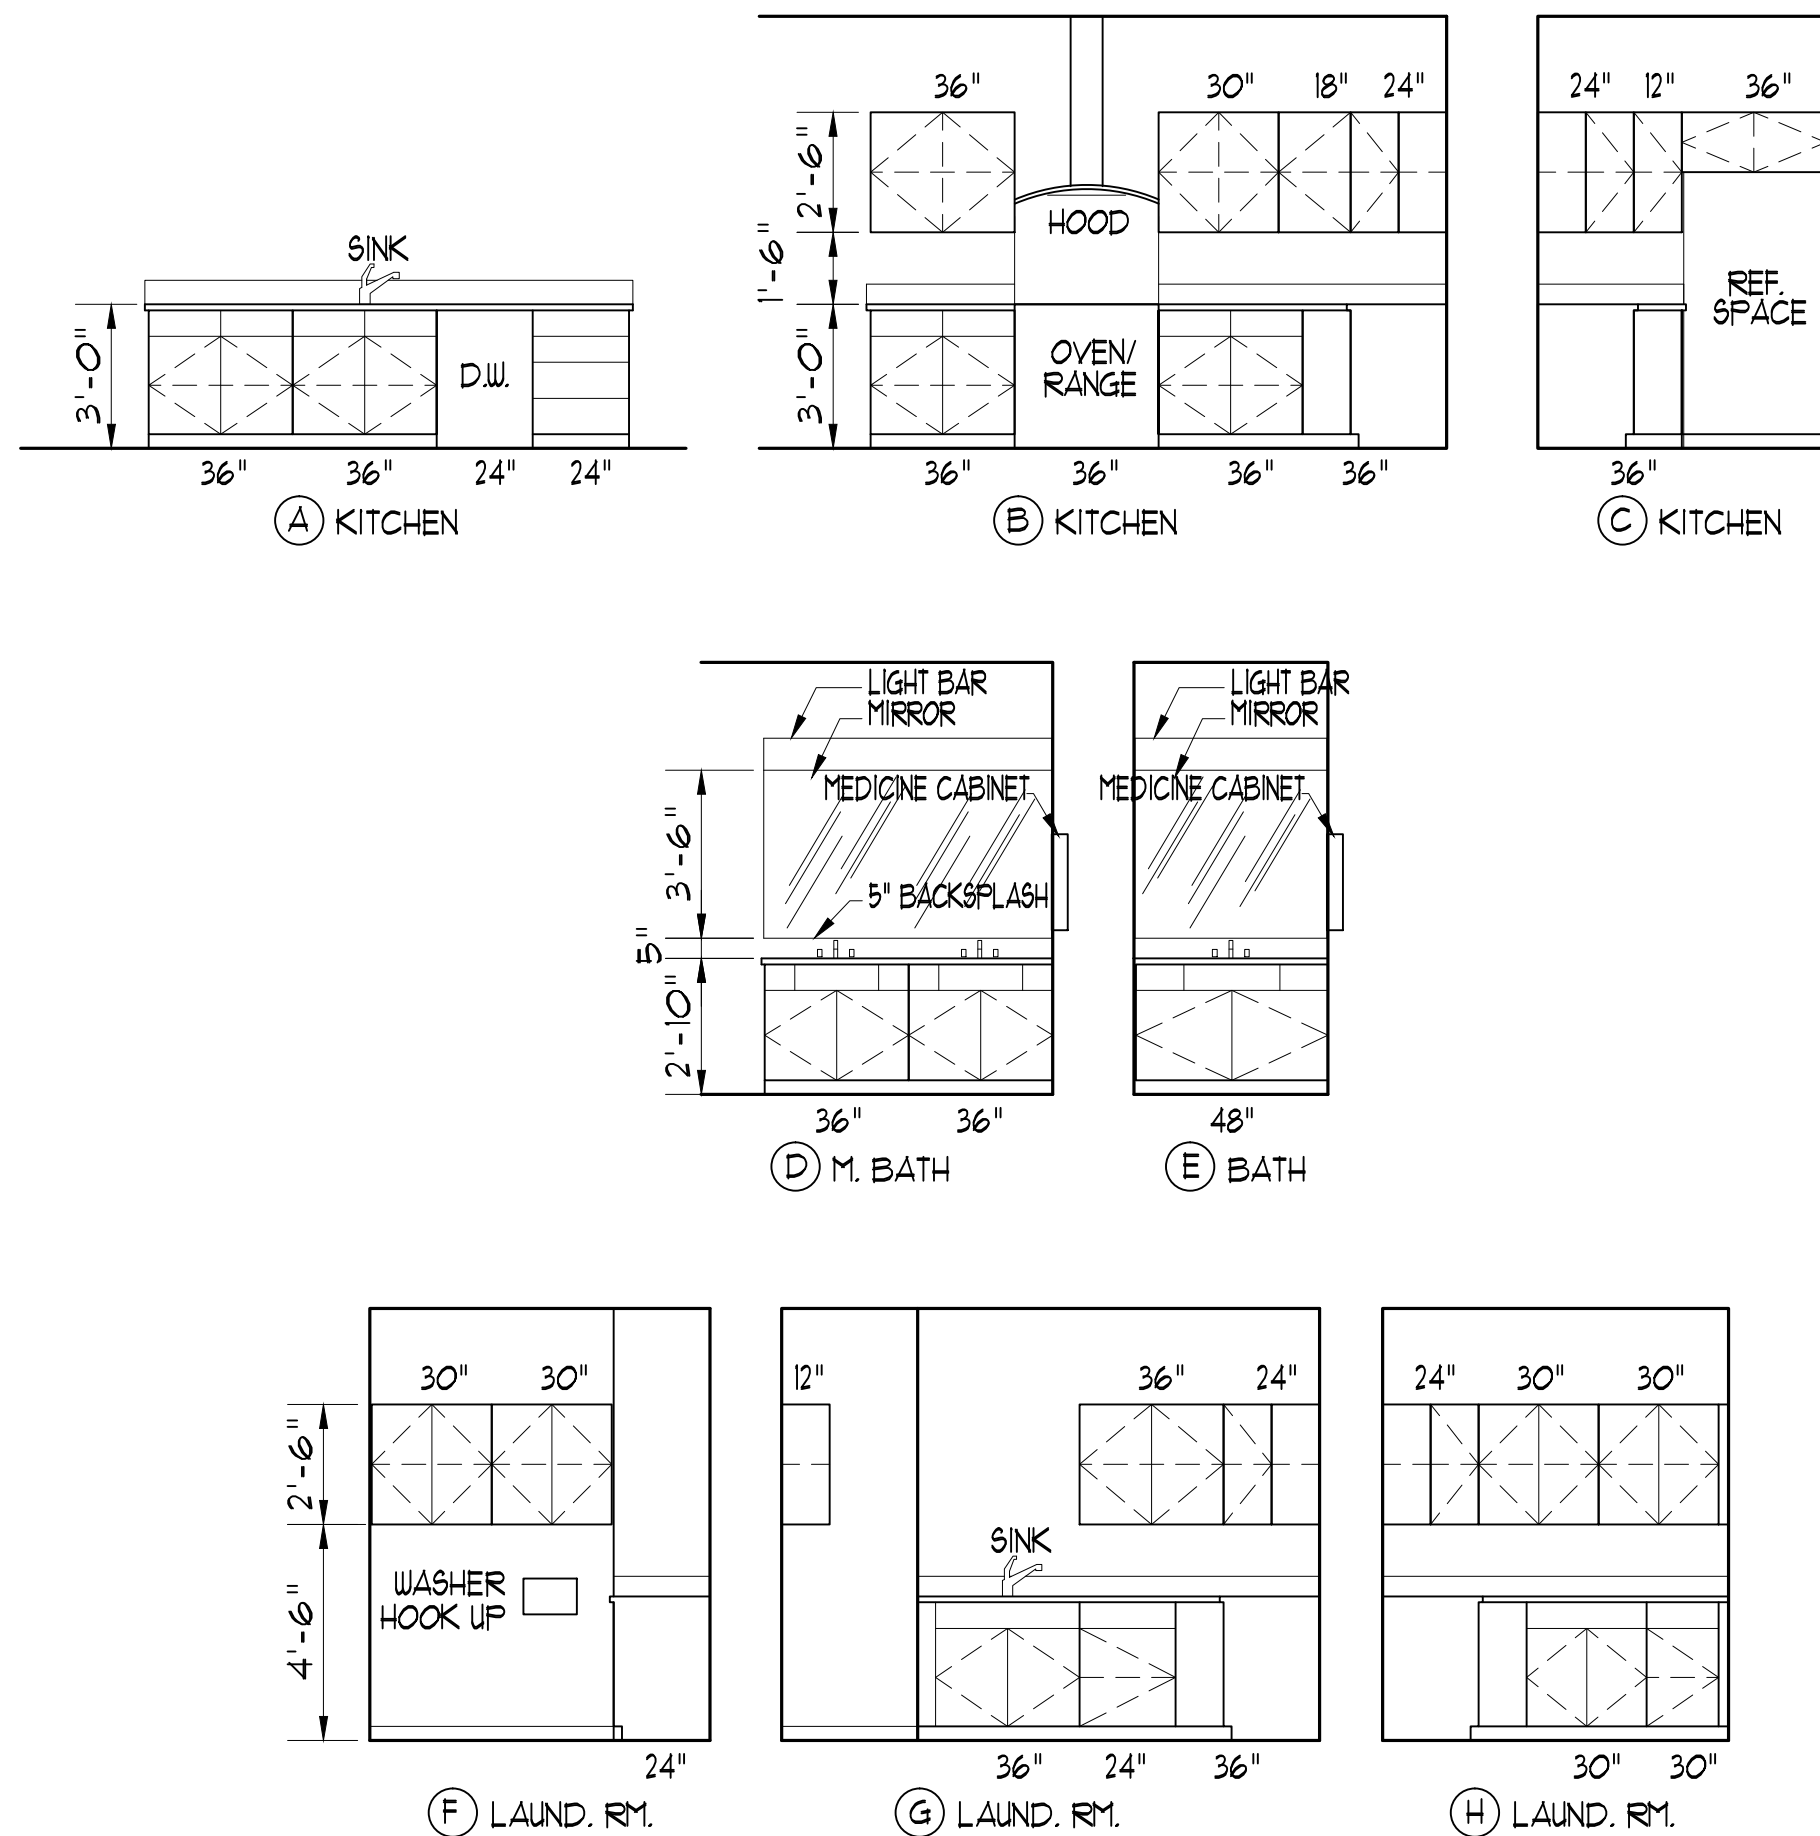 SINK
3'-0"
D.W.
36" 36" 24" 24"
A KITCHEN
36" 30" 18" 24"
2'-6"
HOOD
1'-6"
3'-0"
OVEN/
RANGE
36" 36" 36" 36"
B KITCHEN
24" 12" 36"
REF.
SPACE
36"
C KITCHEN
LIGHT BAR
MIRROR
MEDICINE CABINET
3'-6"
5" BACKSPLASH
5"
2'-10"
36" 36"
D M. BATH
LIGHT BAR
MIRROR
MEDICINE CABINET
48"
E BATH
30" 30"
2'-6"
WASHER
HOOK UP
4'-6"
24"
F LAUND. RM.
12" 36" 24"
SINK
36" 24" 36"
G LAUND. RM.
24" 30" 30"
30" 30"
H LAUND. RM.